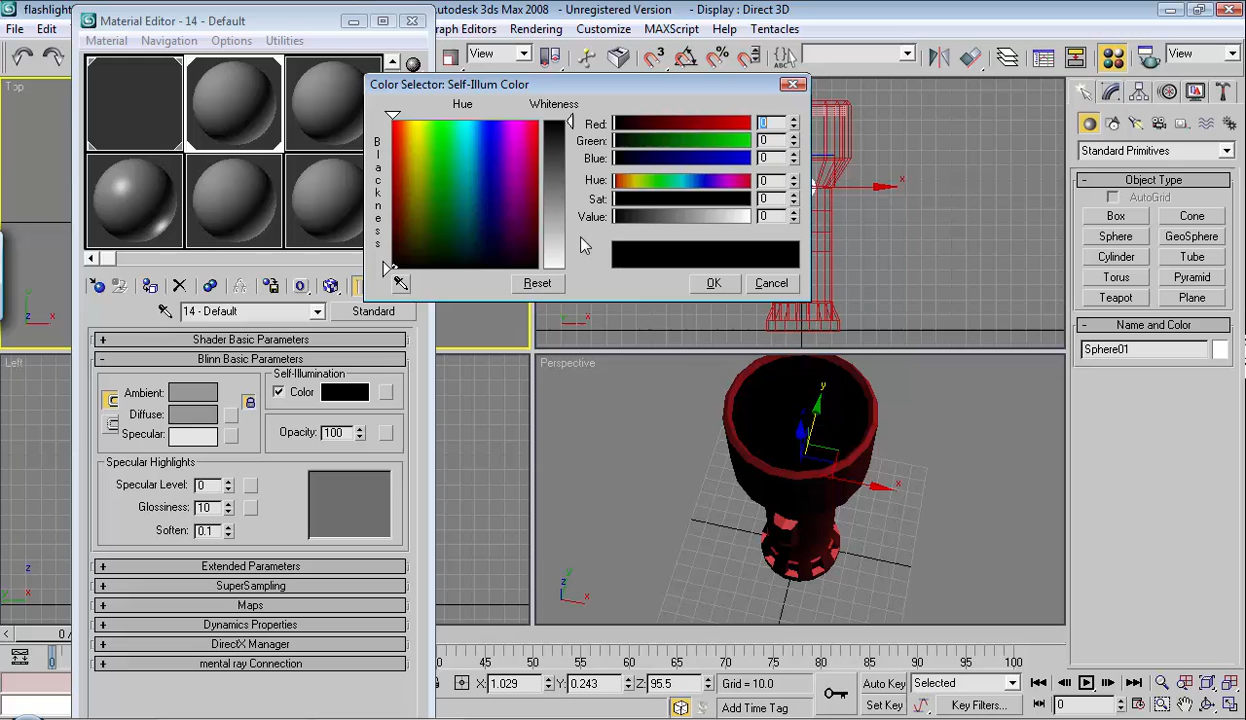 flashlight
Autodesk 3ds Max 2008 - Unregistered Version - Display : Direct 3D
File Edit
Graph Editors Rendering Customize MAXScript Help Tentacles
View
View
Material Editor - 14 - Default
Material Navigation Options Utilities
Top
Color Selector: Self-Illum Color
Hue Whiteness
Blackness
Red: 0
Green: 0
Blue: 0
Hue: 0
Sat: 0
Value: 0
Reset OK Cancel
14 - Default Standard
+ Shader Basic Parameters
- Blinn Basic Parameters
Self-Illumination
Ambient: Color
Diffuse:
Specular: Opacity: 100
Specular Highlights
Specular Level: 0
Glossiness: 10
Soften: 0.1
+ Extended Parameters
+ SuperSampling
+ Maps
+ Dynamics Properties
+ DirectX Manager
+ mental ray Connection
Left
z
x
z
x
Perspective
y
x
z
y
x
Standard Primitives
- Object Type
AutoGrid
Box Cone
Sphere GeoSphere
Cylinder Tube
Torus Pyramid
Teapot Plane
- Name and Color
Sphere01
0 /
0
45 50 55 60 65 70 75 80 85 90 95 100
X: 1.029 Y: 0.243 Z: 95.5 Grid = 10.0
Add Time Tag
Auto Key Selected
Set Key Key Filters...
0